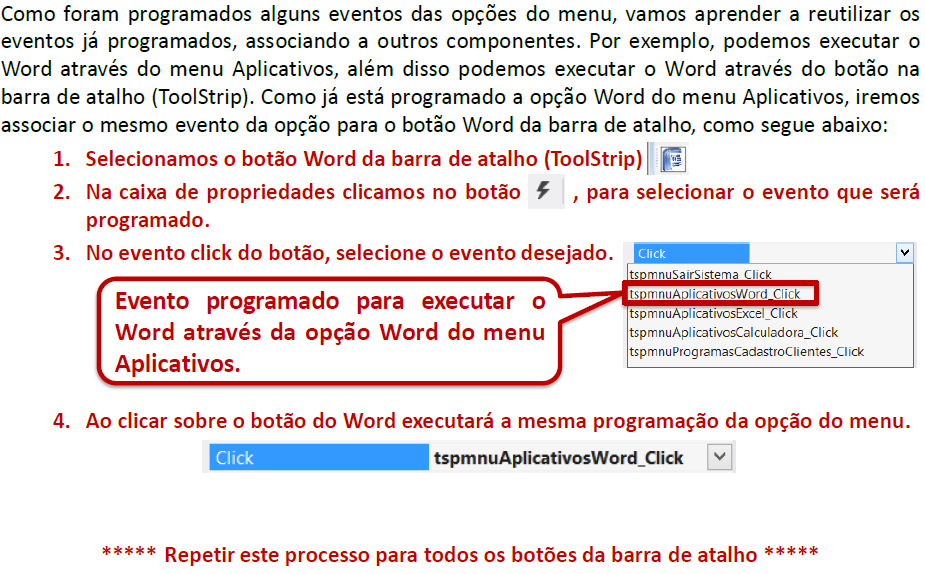 Como foram programados alguns eventos das opções do menu, vamos aprender a reutilizar os
eventos já programados, associando a outros componentes. Por exemplo, podemos executar o
Word através do menu Aplicativos, além disso podemos executar o Word através do botão na
barra de atalho (ToolStrip). Como já está programado a opção Word do menu Aplicativos, iremos
associar o mesmo evento da opção para o botão Word da barra de atalho, como segue abaixo:
1. Selecionamos o botão Word da barra de atalho (ToolStrip)
2. Na caixa de propriedades clicamos no botão , para selecionar o evento que será
programado.
3. No evento click do botão, selecione o evento desejado.
Click
tspmnuSairSistema_Click
tspmnuAplicativosWord_Click
tspmnuAplicativosExcel_Click
tspmnuAplicativosCalculadora_Click
tspmnuProgramasCadastroClientes_Click
Evento programado para executar o
Word através da opção Word do menu
Aplicativos.
4. Ao clicar sobre o botão do Word executará a mesma programação da opção do menu.
Click tspmnuAplicativosWord_Click
***** Repetir este processo para todos os botões da barra de atalho *****